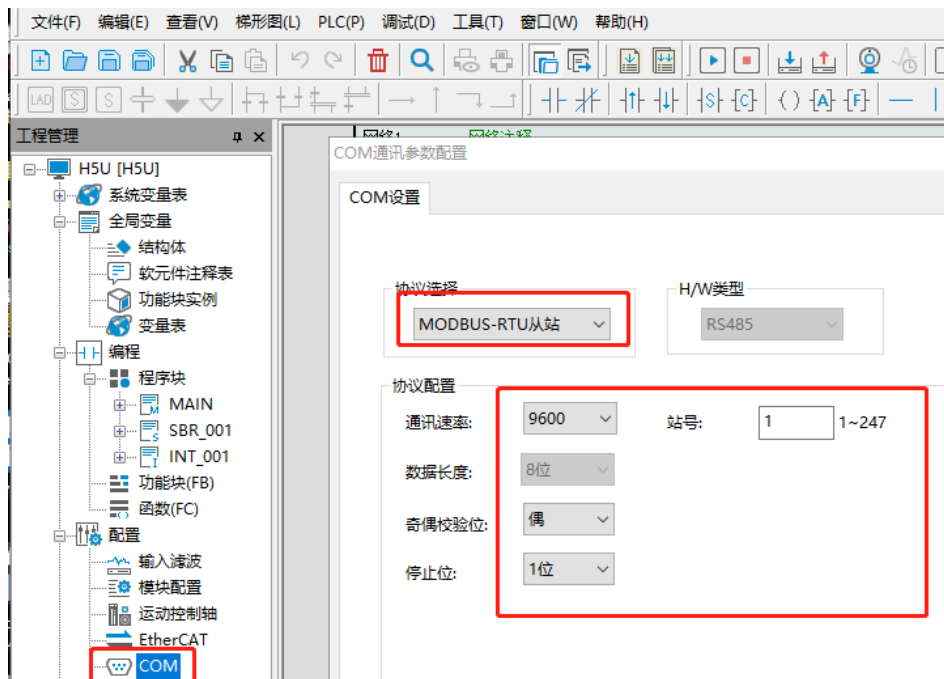 文件(F) 编辑(E) 查看(V) 梯形图(L) PLC(P) 调试(D) 工具(T) 窗口(W) 帮助(H)
LAD S S
S C A F
工程管理
H5U [H5U]
系统变量表
全局变量
结构体
软元件注释表
功能块实例
变量表
编程
程序块
MAIN
SBR_001
INT_001
功能块(FB)
函数(FC)
配置
输入滤波
模块配置
运动控制轴
EtherCAT
COM
网络1 网络注释
COM通讯参数配置
COM设置
协议选择
MODBUS-RTU从站
H/W类型
RS485
协议配置
通讯速率: 9600 站号: 1 1~247
数据长度: 8位
奇偶校验位: 偶
停止位: 1位